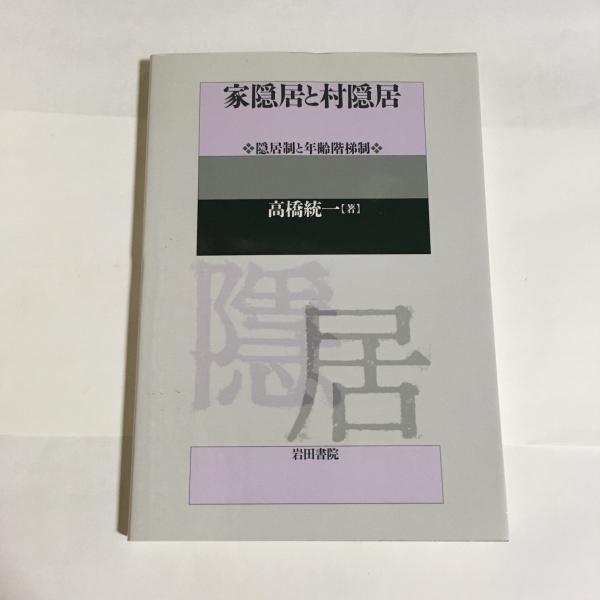 家隠居と村隠居
❖隠居制と年齢階梯制❖
高橋統一【著】
隱
居
岩田書院